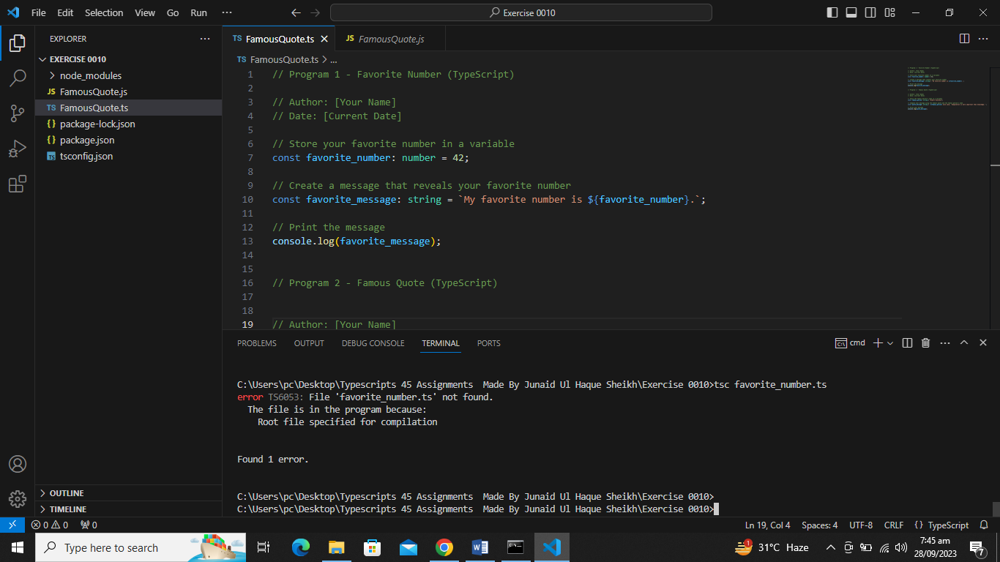 File Edit Selection View Go Run ··· Exercise 0010
EXPLORER ···
EXERCISE 0010
node_modules
JS FamousQuote.js
TS FamousQuote.ts
{} package-lock.json
{} package.json
TS tsconfig.json
OUTLINE
TIMELINE
TS FamousQuote.ts JS FamousQuote.js ···
TS FamousQuote.ts > ...
1 // Program 1 - Favorite Number (TypeScript)
2
3 // Author: [Your Name]
4 // Date: [Current Date]
5
6 // Store your favorite number in a variable
7 const favorite_number: number = 42;
8
9 // Create a message that reveals your favorite number
10 const favorite_message: string = `My favorite number is ${favorite_number}.`;
11
12 // Print the message
13 console.log(favorite_message);
14
15
16 // Program 2 - Famous Quote (TypeScript)
17
18
19 // Author: [Your Name]
PROBLEMS OUTPUT DEBUG CONSOLE TERMINAL PORTS cmd ···
C:\Users\pc\Desktop\Typescripts 45 Assignments  Made By Junaid Ul Haque Sheikh\Exercise 0010>tsc favorite_number.ts
error TS6053: File 'favorite_number.ts' not found.
The file is in the program because:
Root file specified for compilation
Found 1 error.
C:\Users\pc\Desktop\Typescripts 45 Assignments  Made By Junaid Ul Haque Sheikh\Exercise 0010>
C:\Users\pc\Desktop\Typescripts 45 Assignments  Made By Junaid Ul Haque Sheikh\Exercise 0010>
0 0 0 Ln 19, Col 4 Spaces: 4 UTF-8 CRLF {} TypeScript
Type here to search 1 31°C Haze 7:45 am
28/09/2023 7